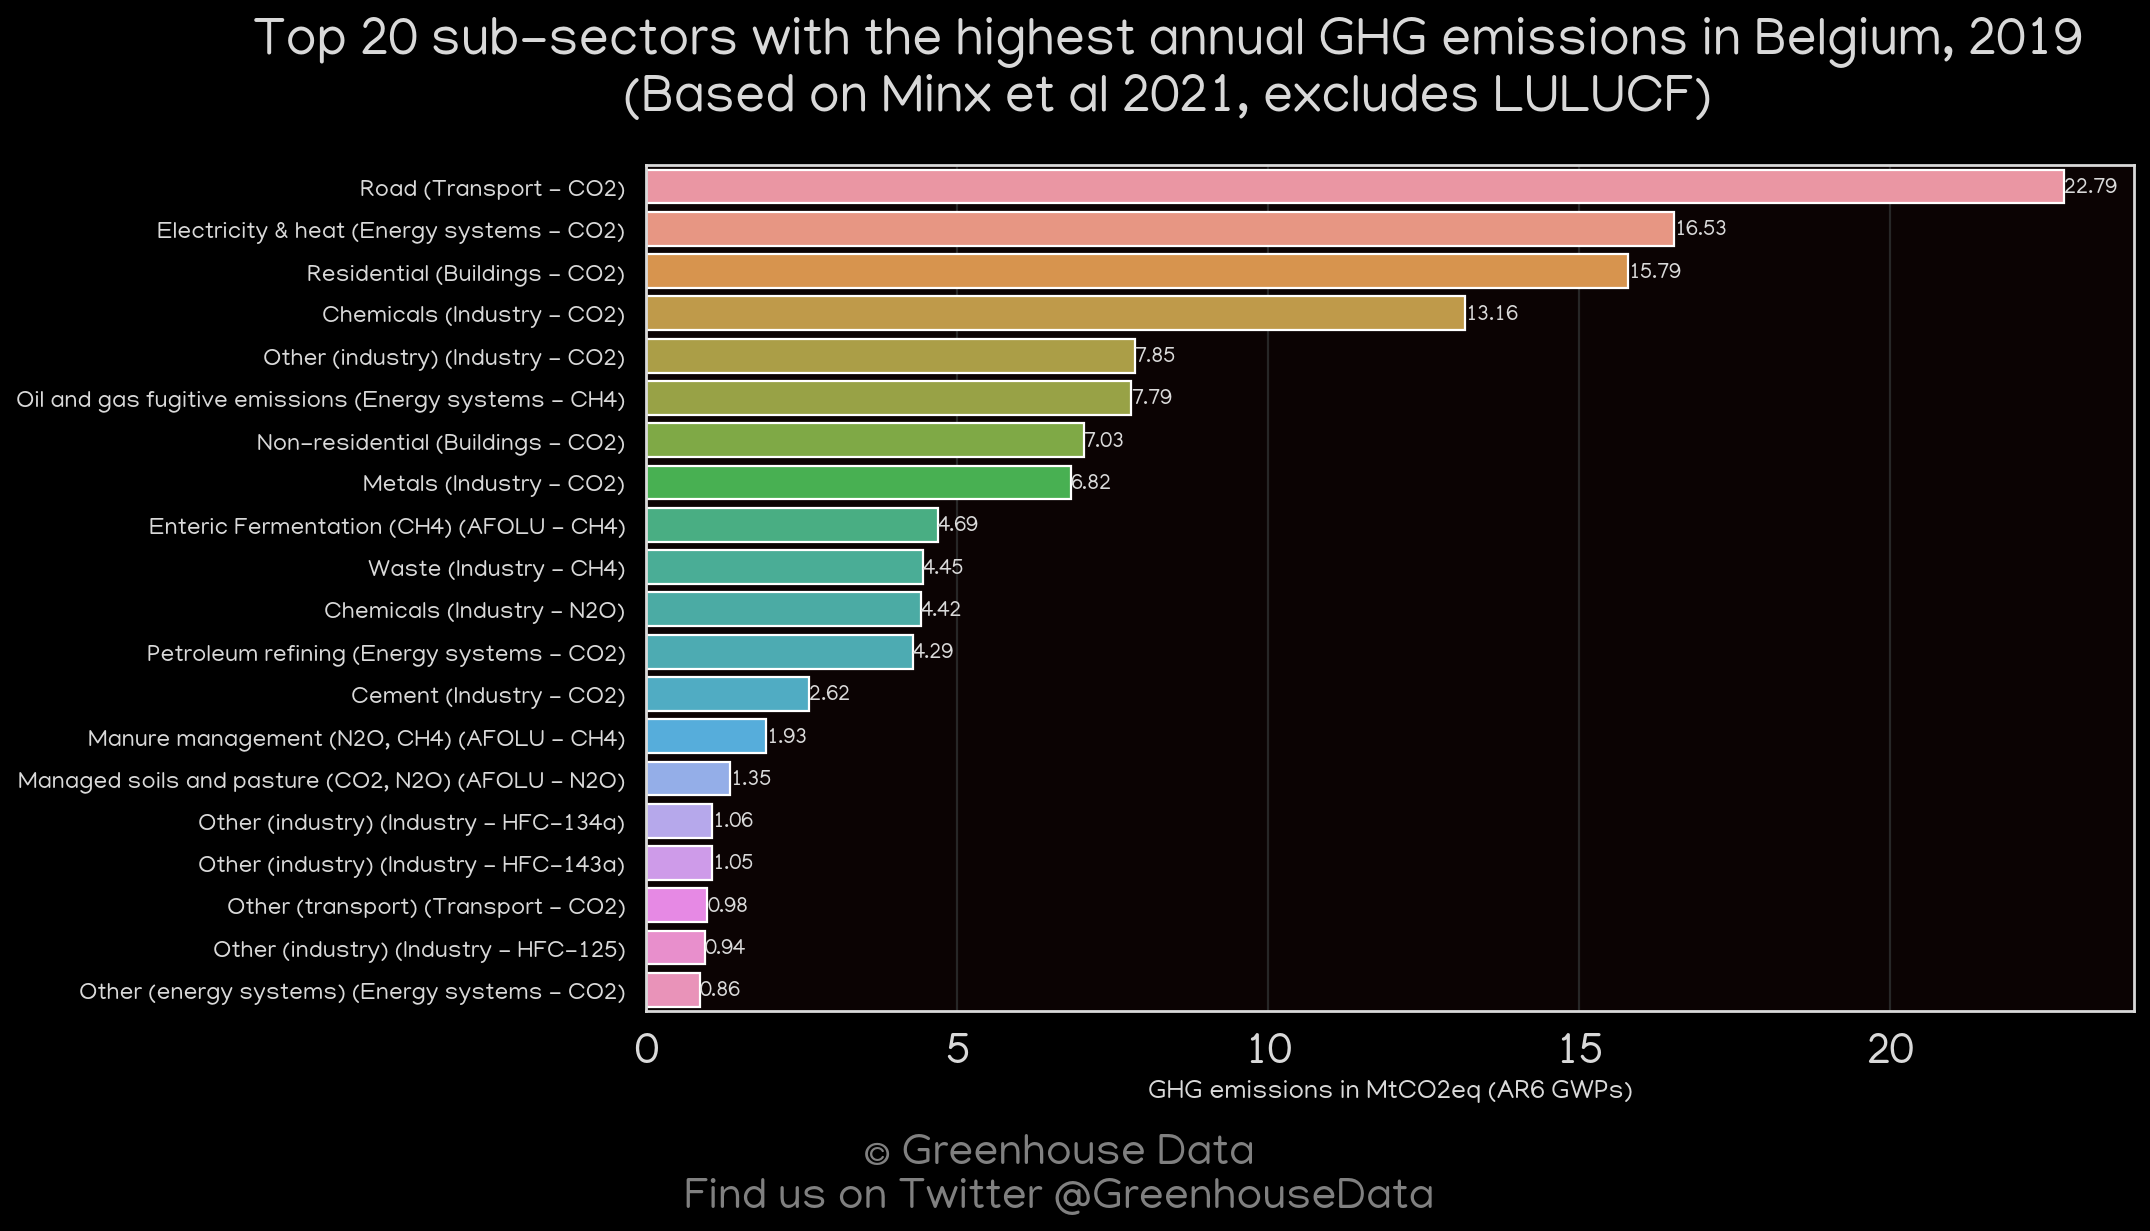 Top 20 sub-sectors with the highest annual GHG emissions in Belgium, 2019
(Based on Minx et al 2021, excludes LULUCF)
Road (Transport - CO2) 22.79
Electricity & heat (Energy systems - CO2) 16.53
Residential (Buildings - CO2) 15.79
Chemicals (Industry - CO2) 13.16
Other (industry) (Industry - CO2) 7.85
Oil and gas fugitive emissions (Energy systems - CH4) 7.79
Non-residential (Buildings - CO2) 7.03
Metals (Industry - CO2) 6.82
Enteric Fermentation (CH4) (AFOLU - CH4) 4.69
Waste (Industry - CH4) 4.45
Chemicals (Industry - N2O) 4.42
Petroleum refining (Energy systems - CO2) 4.29
Cement (Industry - CO2) 2.62
Manure management (N2O, CH4) (AFOLU - CH4) 1.93
Managed soils and pasture (CO2, N2O) (AFOLU - N2O) 1.35
Other (industry) (Industry - HFC-134a) 1.06
Other (industry) (Industry - HFC-143a) 1.05
Other (transport) (Transport - CO2) 0.98
Other (industry) (Industry - HFC-125) 0.94
Other (energy systems) (Energy systems - CO2) 0.86
0 5 10 15 20
GHG emissions in MtCO2eq (AR6 GWPs)
© Greenhouse Data
Find us on Twitter @GreenhouseData